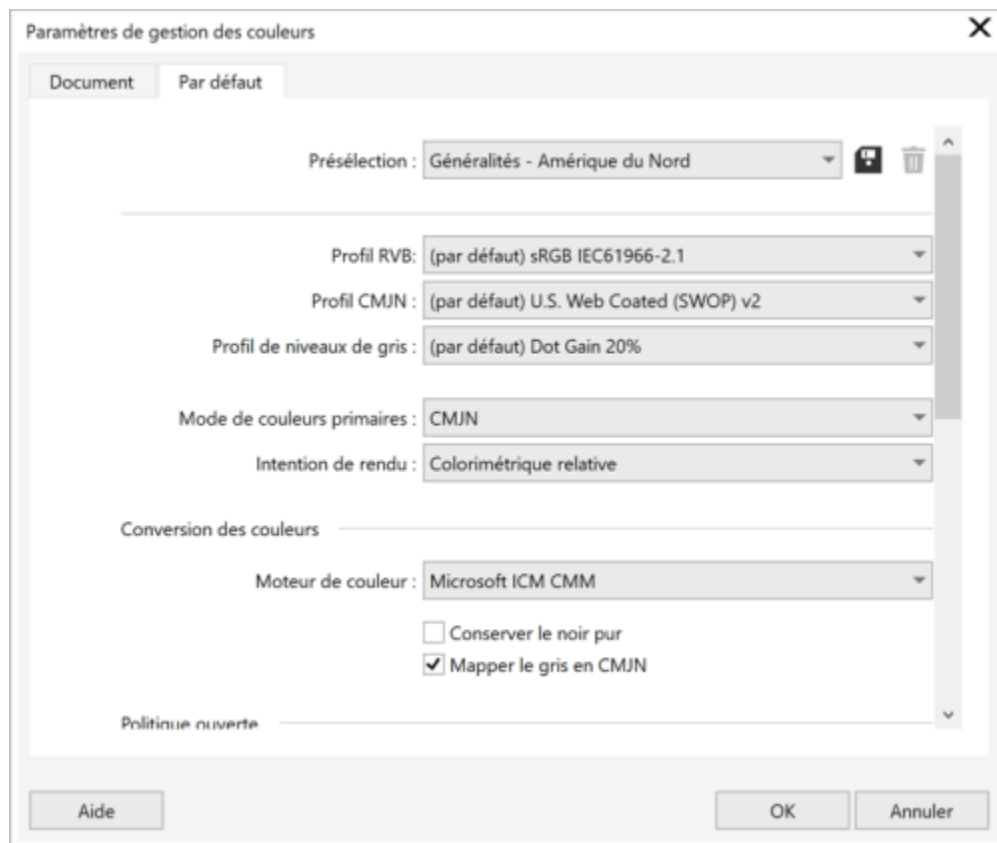 Paramètres de gestion des couleurs
Document
Par défaut
Présélection : Généralités - Amérique du Nord
Profil RVB: (par défaut) sRGB IEC61966-2.1
Profil CMJN : (par défaut) U.S. Web Coated (SWOP) v2
Profil de niveaux de gris : (par défaut) Dot Gain 20%
Mode de couleurs primaires : CMJN
Intention de rendu : Colorimétrique relative
Conversion des couleurs
Moteur de couleur : Microsoft ICM CMM
Conserver le noir pur
Mapper le gris en CMJN
Politique ouverte
Aide
OK
Annuler